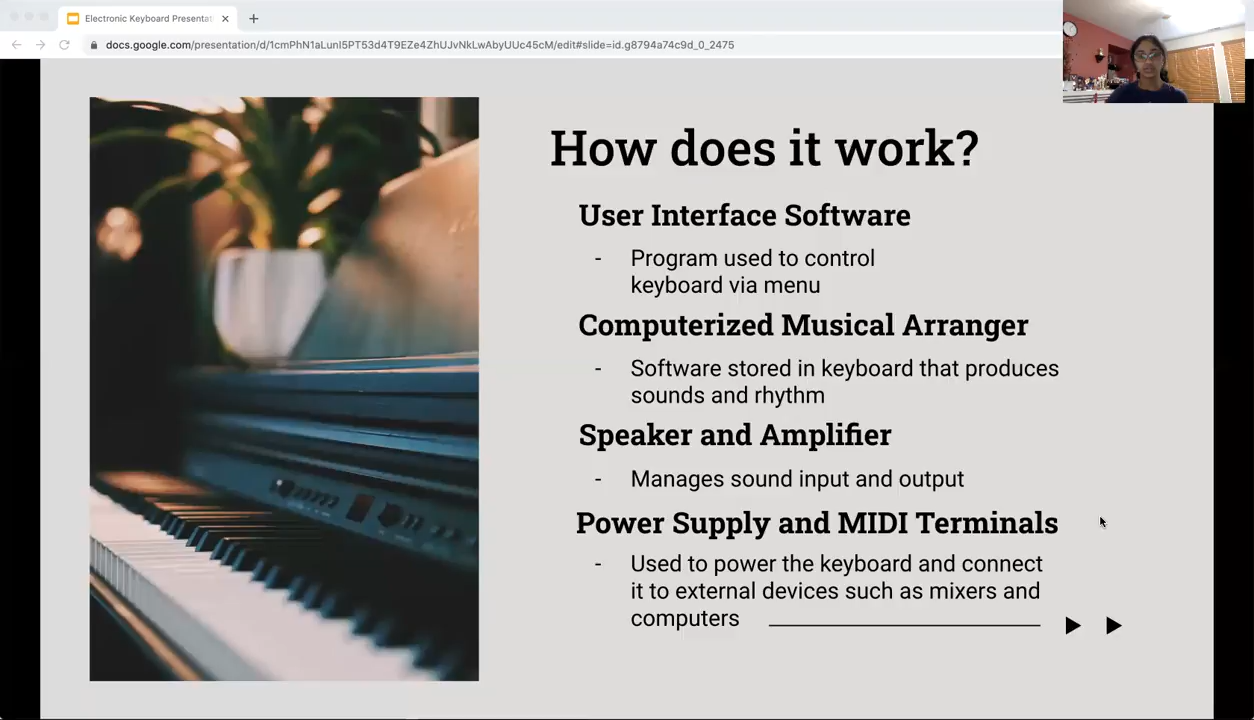 Electronic Keyboard Presentat
docs.google.com/presentation/d/1cmPhN1aLunI5PT53d4T9EZe4ZhUJvNkLwAbyUUc45cM/edit#slide=id.g8794a74c9d_0_2475
How does it work?
User Interface Software
- Program used to control
keyboard via menu
Computerized Musical Arranger
- Software stored in keyboard that produces
sounds and rhythm
Speaker and Amplifier
- Manages sound input and output
Power Supply and MIDI Terminals
- Used to power the keyboard and connect
it to external devices such as mixers and
computers